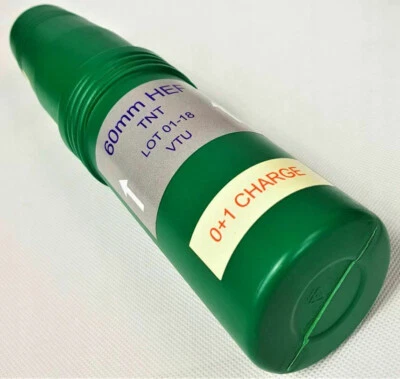 60mm HEF
TNT
LOT 01-18
VTU
0+1 CHARGE